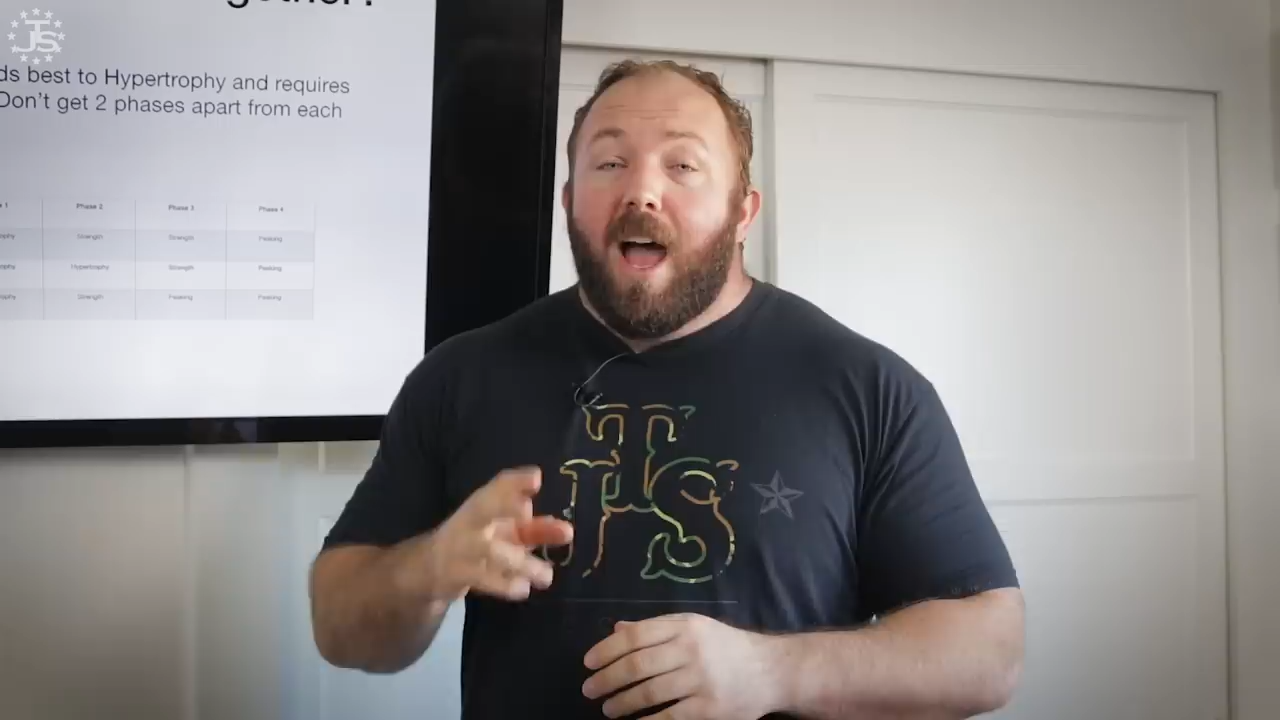 JTS
ds best to Hypertrophy and requires
Don't get 2 phases apart from each
Phase 2 Phase 3 Phase 4
Strength Strength Peaking
Hypertrophy Strength Peaking
Strength Peaking Peaking
JTS